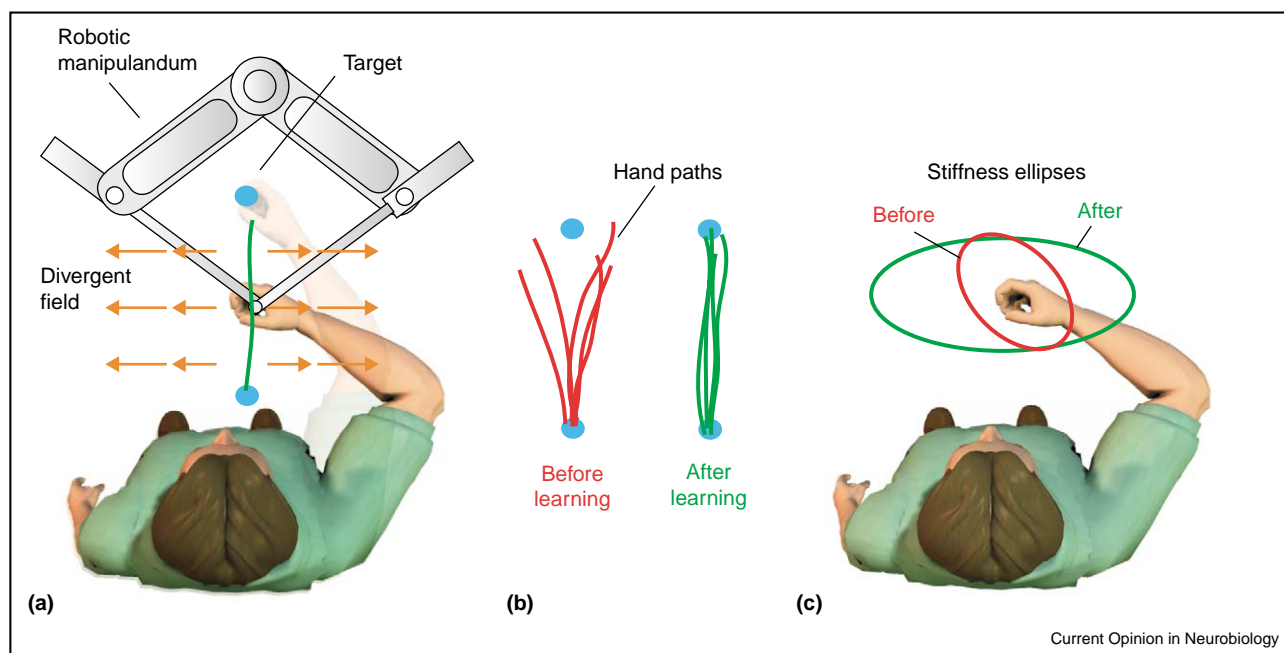 Robotic
manipulandum
Target
Divergent
field
(a)
Hand paths
Before
learning
After
learning
(b)
Stiffness ellipses
Before
After
(c)
Current Opinion in Neurobiology